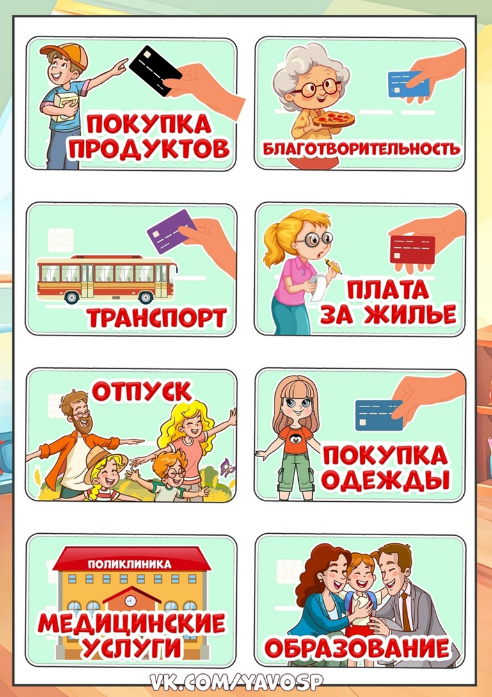 ПОКУПКА
ПРОДУКТОВ
БЛАГОТВОРИТЕЛЬНОСТЬ
ТРАНСПОРТ
ПЛАТА
ЗА ЖИЛЬЕ
ОТПУСК
ПОКУПКА
ОДЕЖДЫ
ПОЛИКЛИНИКА
МЕДИЦИНСКИЕ
УСЛУГИ
ОБРАЗОВАНИЕ
VK.COM/YAVOSP